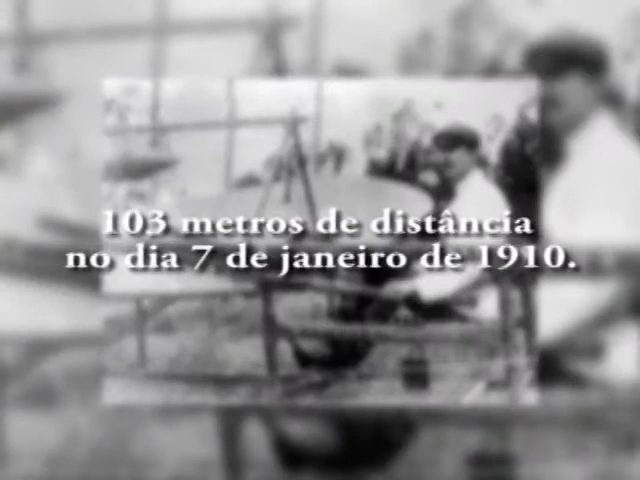 103 metros de distância
no dia 7 de janeiro de 1910.